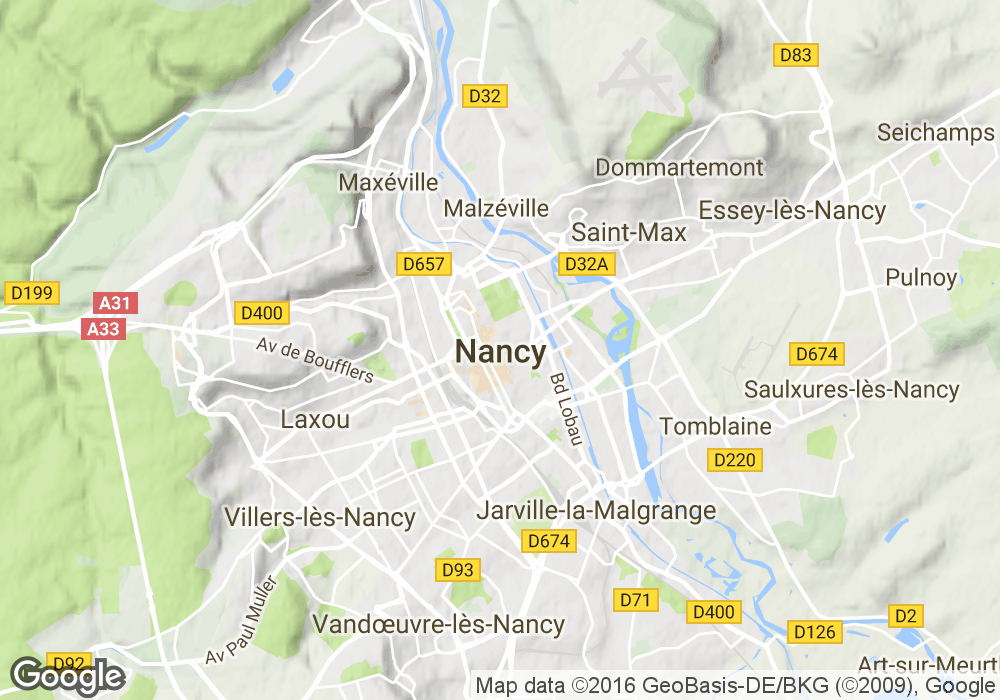 D83
D32
Seichamps
Dommartemont
Maxéville
Malzéville
Essey-lès-Nancy
Saint-Max
D657
D32A
Pulnoy
D199
A31
D400
A33
Av de Boufflers
Nancy
D674
Bd Lobau
Saulxures-lès-Nancy
Laxou
Tomblaine
D220
Villers-lès-Nancy
Jarville-la-Malgrange
D674
D93
Av Paul Muller
D71
D400
D2
Vandœuvre-lès-Nancy
D126
D92
Art-sur-Meurt
Google
Map data ©2016 GeoBasis-DE/BKG (©2009), Google